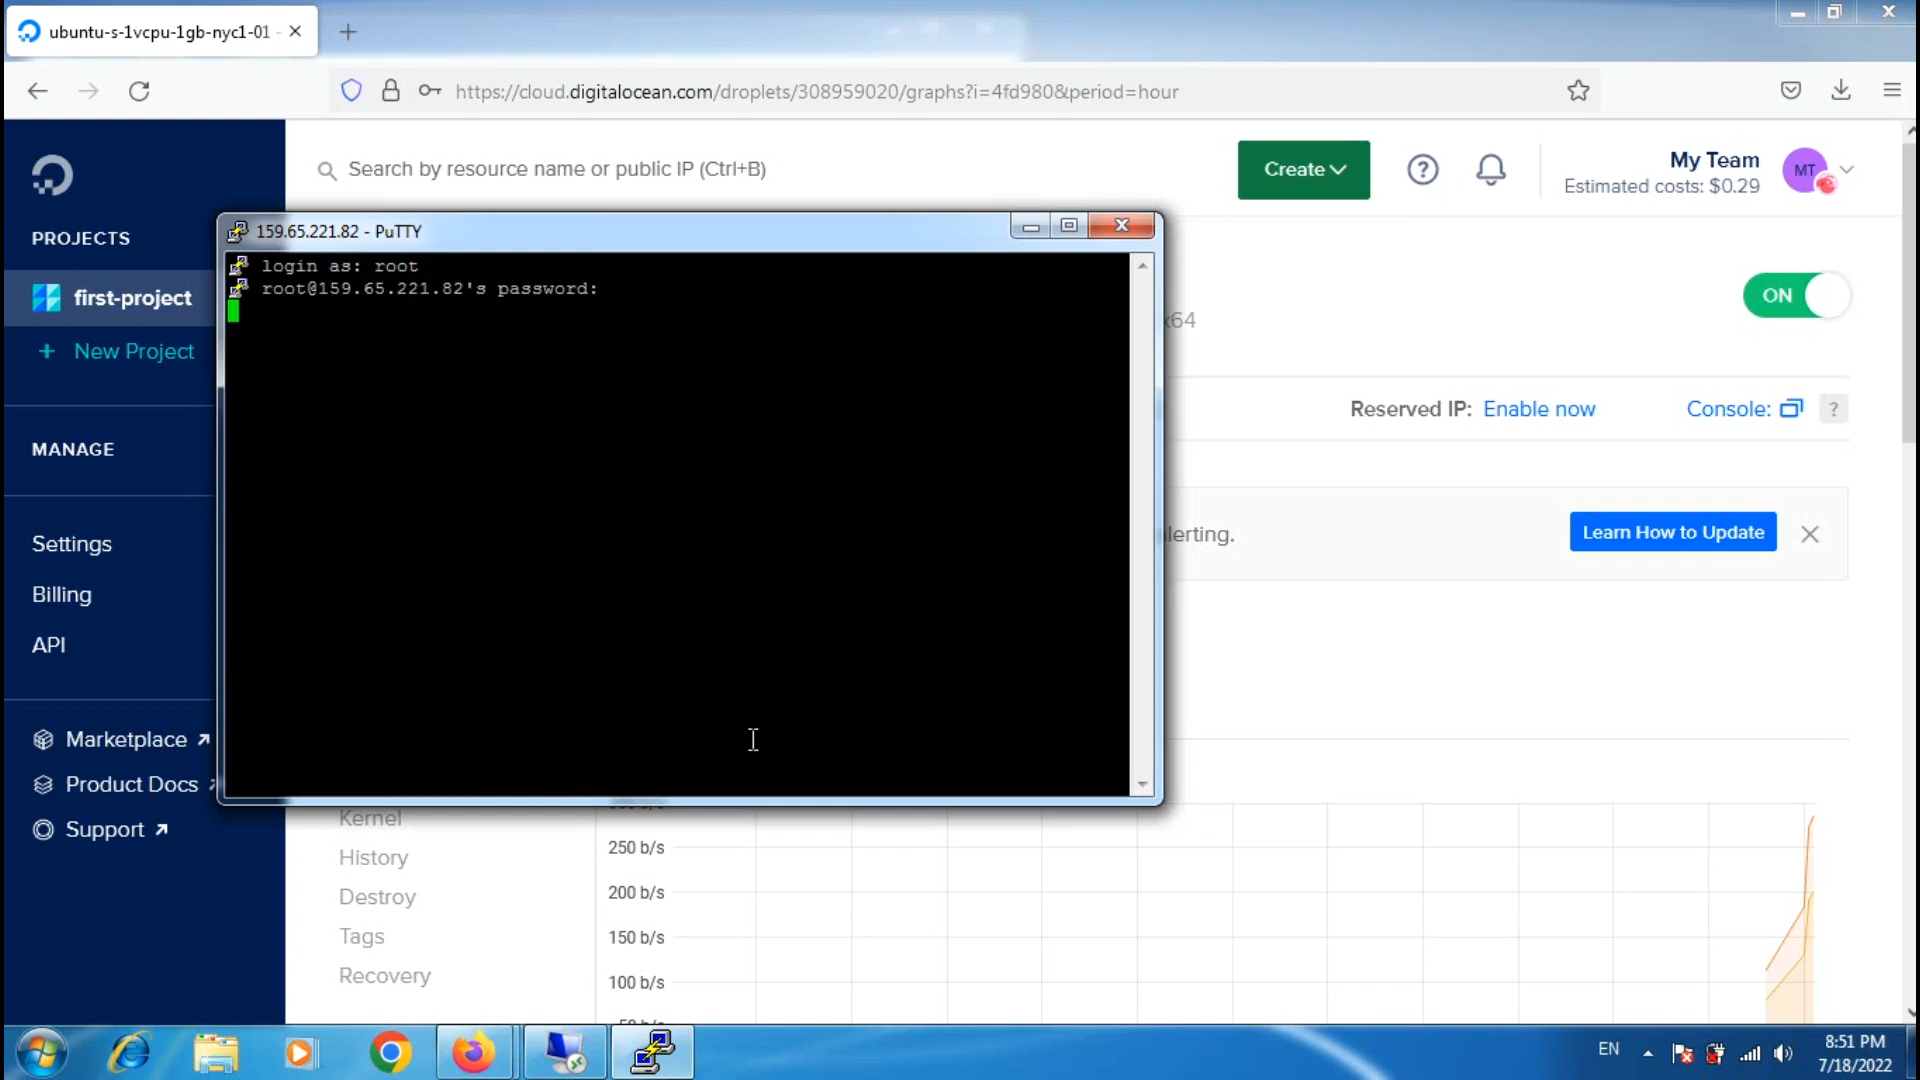 ubuntu-s-1vcpu-1gb-nyc1-01 -
https://cloud.digitalocean.com/droplets/308959020/graphs?i=4fd980&period=hour
Search by resource name or public IP (Ctrl+B)
Create
My Team
Estimated costs: $0.29
MT
PROJECTS
first-project
New Project
MANAGE
Settings
Billing
API
Marketplace
Product Docs
Support
159.65.221.82 - PuTTY
login as: root
root@159.65.221.82's password:
x64
ON
Reserved IP: Enable now
Console:
?
alerting.
Learn How to Update
Kernel
History
Destroy
Tags
Recovery
250 b/s
200 b/s
150 b/s
100 b/s
EN
8:51 PM
7/18/2022